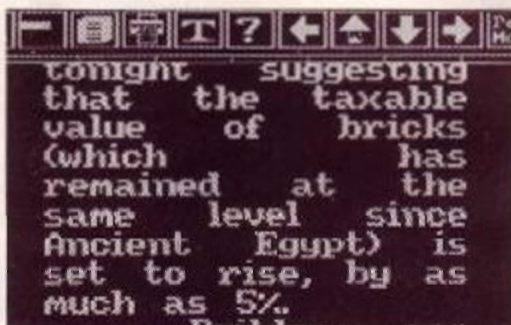 T ?
tonight suggesting
that the taxable
value of bricks
(which has
remained at the
same level since
Ancient Egypt) is
set to rise, by as
much as 5%.